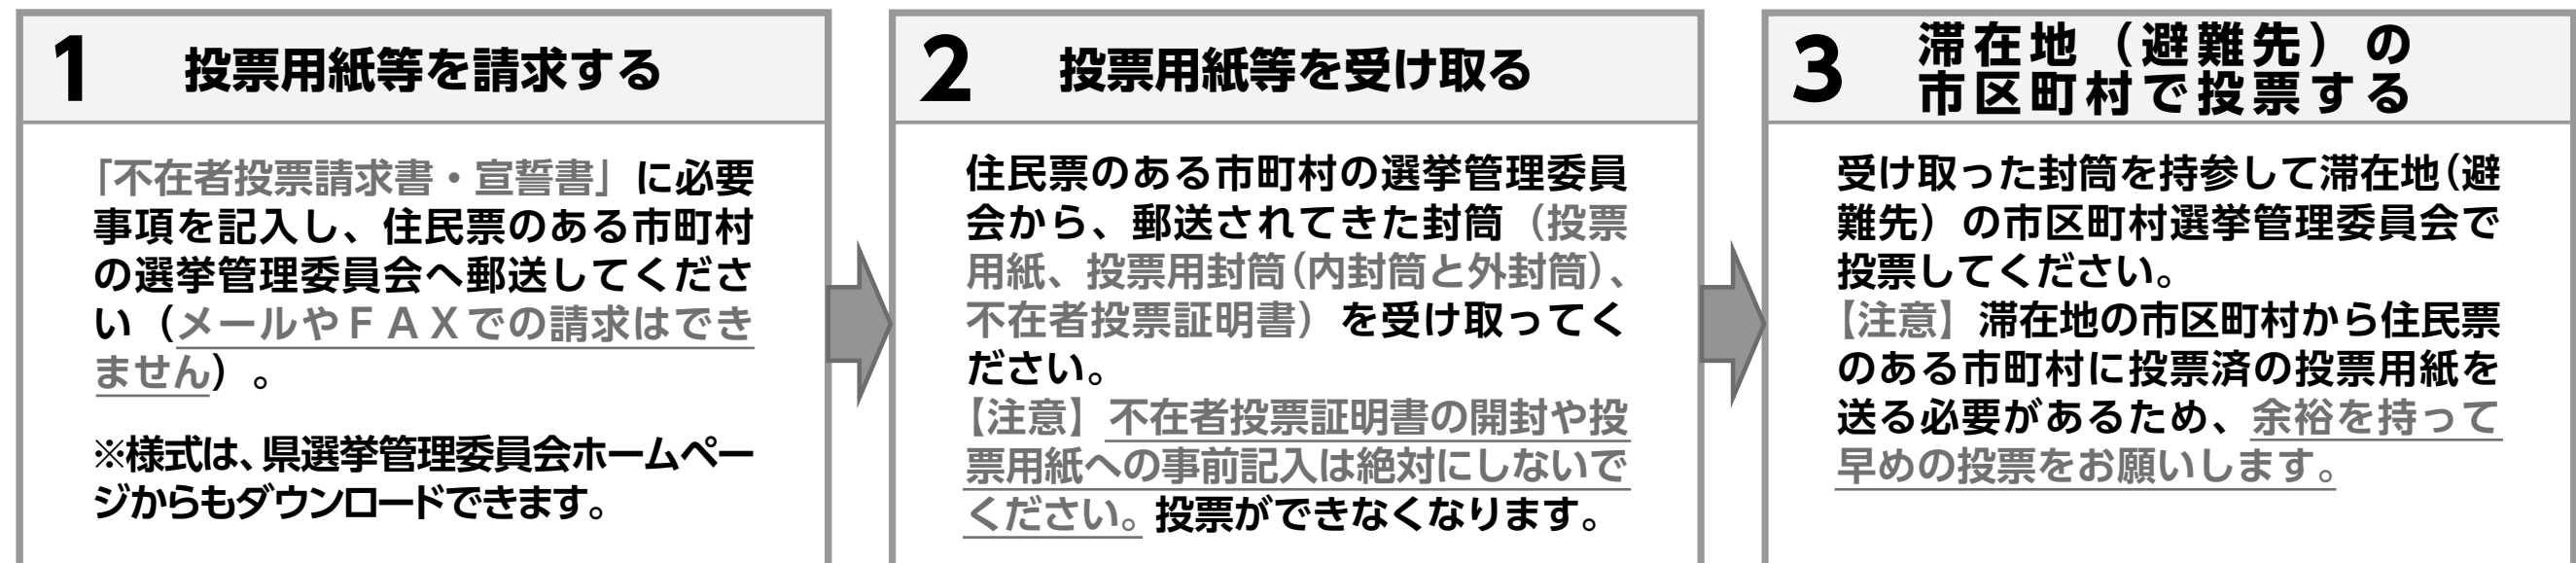 1 投票用紙等を請求する
「不在者投票請求書・宣誓書」に必要
事項を記入し、住民票のある市町村
の選挙管理委員会へ郵送してくださ
い（メールやＦＡＸでの請求はでき
ません）。
※様式は、県選挙管理委員会ホームペー
ジからもダウンロードできます。
2 投票用紙等を受け取る
住民票のある市町村の選挙管理委員
会から、郵送されてきた封筒（投票
用紙、投票用封筒（内封筒と外封筒）、
不在者投票証明書）を受け取ってく
ださい。
【注意】不在者投票証明書の開封や投
票用紙への事前記入は絶対にしないで
ください。投票ができなくなります。
3 滞在地（避難先）の
市区町村で投票する
受け取った封筒を持参して滞在地（避
難先）の市区町村選挙管理委員会で
投票してください。
【注意】滞在地の市区町村から住民票
のある市町村に投票済の投票用紙を
送る必要があるため、余裕を持って
早めの投票をお願いします。